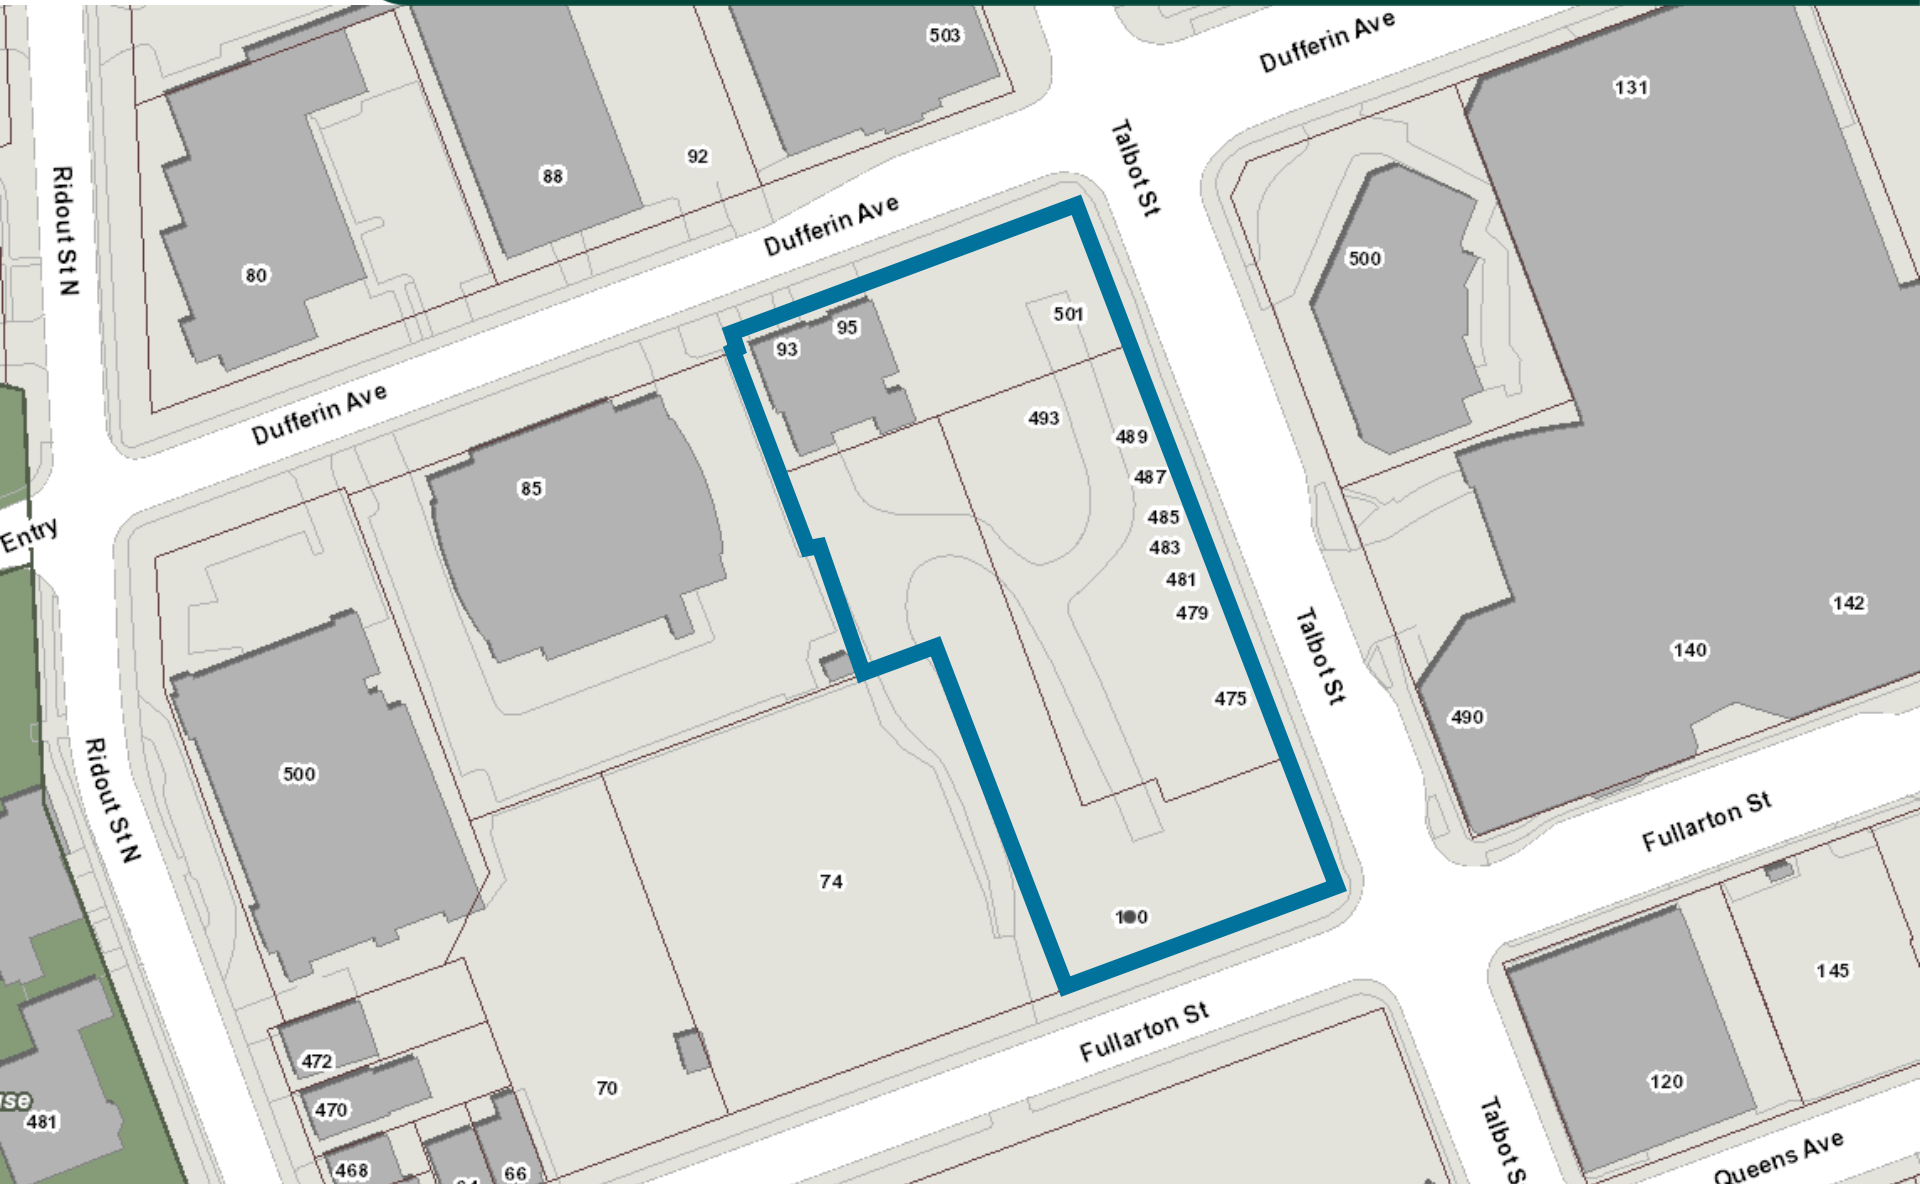 503
Dufferin Ave
131
Talbot St
92
88
Ridout St N
Dufferin Ave
500
80
501
95
93
Dufferin Ave
493
489
487
85
485
Entry
483
481
479
142
Talbot St
140
475
490
500
Ridout St N
Fullarton St
74
100
145
Fullarton St
472
120
70
use
470
481
Talbot S
Queens Ave
468
66